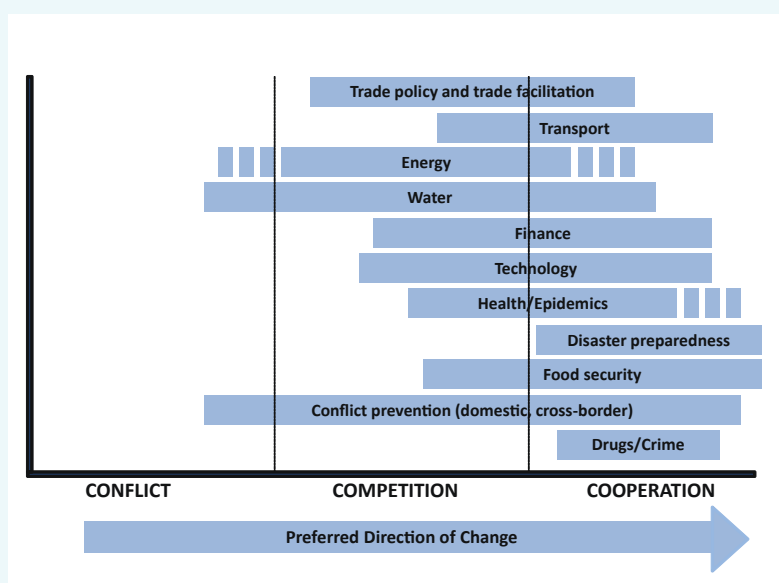 Trade policy and trade facilitation
Transport
Energy
Water
Finance
Technology
Health/Epidemics
Disaster preparedness
Food security
Conflict prevention (domestic, cross-border)
Drugs/Crime
CONFLICT COMPETITION COOPERATION
Preferred Direction of Change